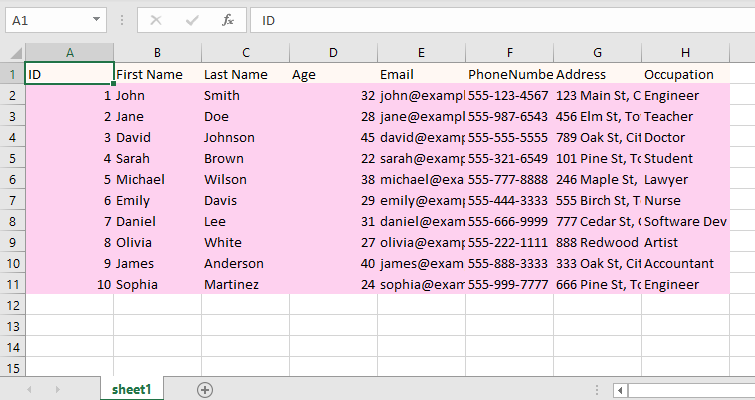 A1 fx ID
A B C D E F G H
1 ID First Name Last Name Age Email PhoneNumbe Address Occupation
2 1 John Smith 32 john@exampl 555-123-4567 123 Main St, C Engineer
3 2 Jane Doe 28 jane@exampl 555-987-6543 456 Elm St, To Teacher
4 3 David Johnson 45 david@examp 555-555-5555 789 Oak St, Cit Doctor
5 4 Sarah Brown 22 sarah@examp 555-321-6549 101 Pine St, To Student
6 5 Michael Wilson 38 michael@exa 555-777-8888 246 Maple St, Lawyer
7 6 Emily Davis 29 emily@examp 555-444-3333 555 Birch St, T Nurse
8 7 Daniel Lee 31 daniel@exam 555-666-9999 777 Cedar St, Software Dev
9 8 Olivia White 27 olivia@examp 555-222-1111 888 Redwood Artist
10 9 James Anderson 40 james@exam 555-888-3333 333 Oak St, Cit Accountant
11 10 Sophia Martinez 24 sophia@exam 555-999-7777 666 Pine St, To Engineer
12
13
14
15
sheet1